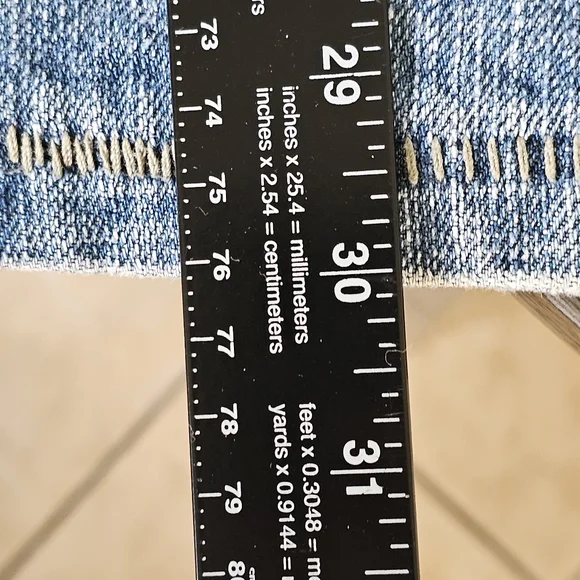 73
74
75
76
77
78
79
inches x 25.4 = millimeters
inches x 2.54 = centimeters
feet x 0.3048 =
yards x 0.9144 =
29
30
31